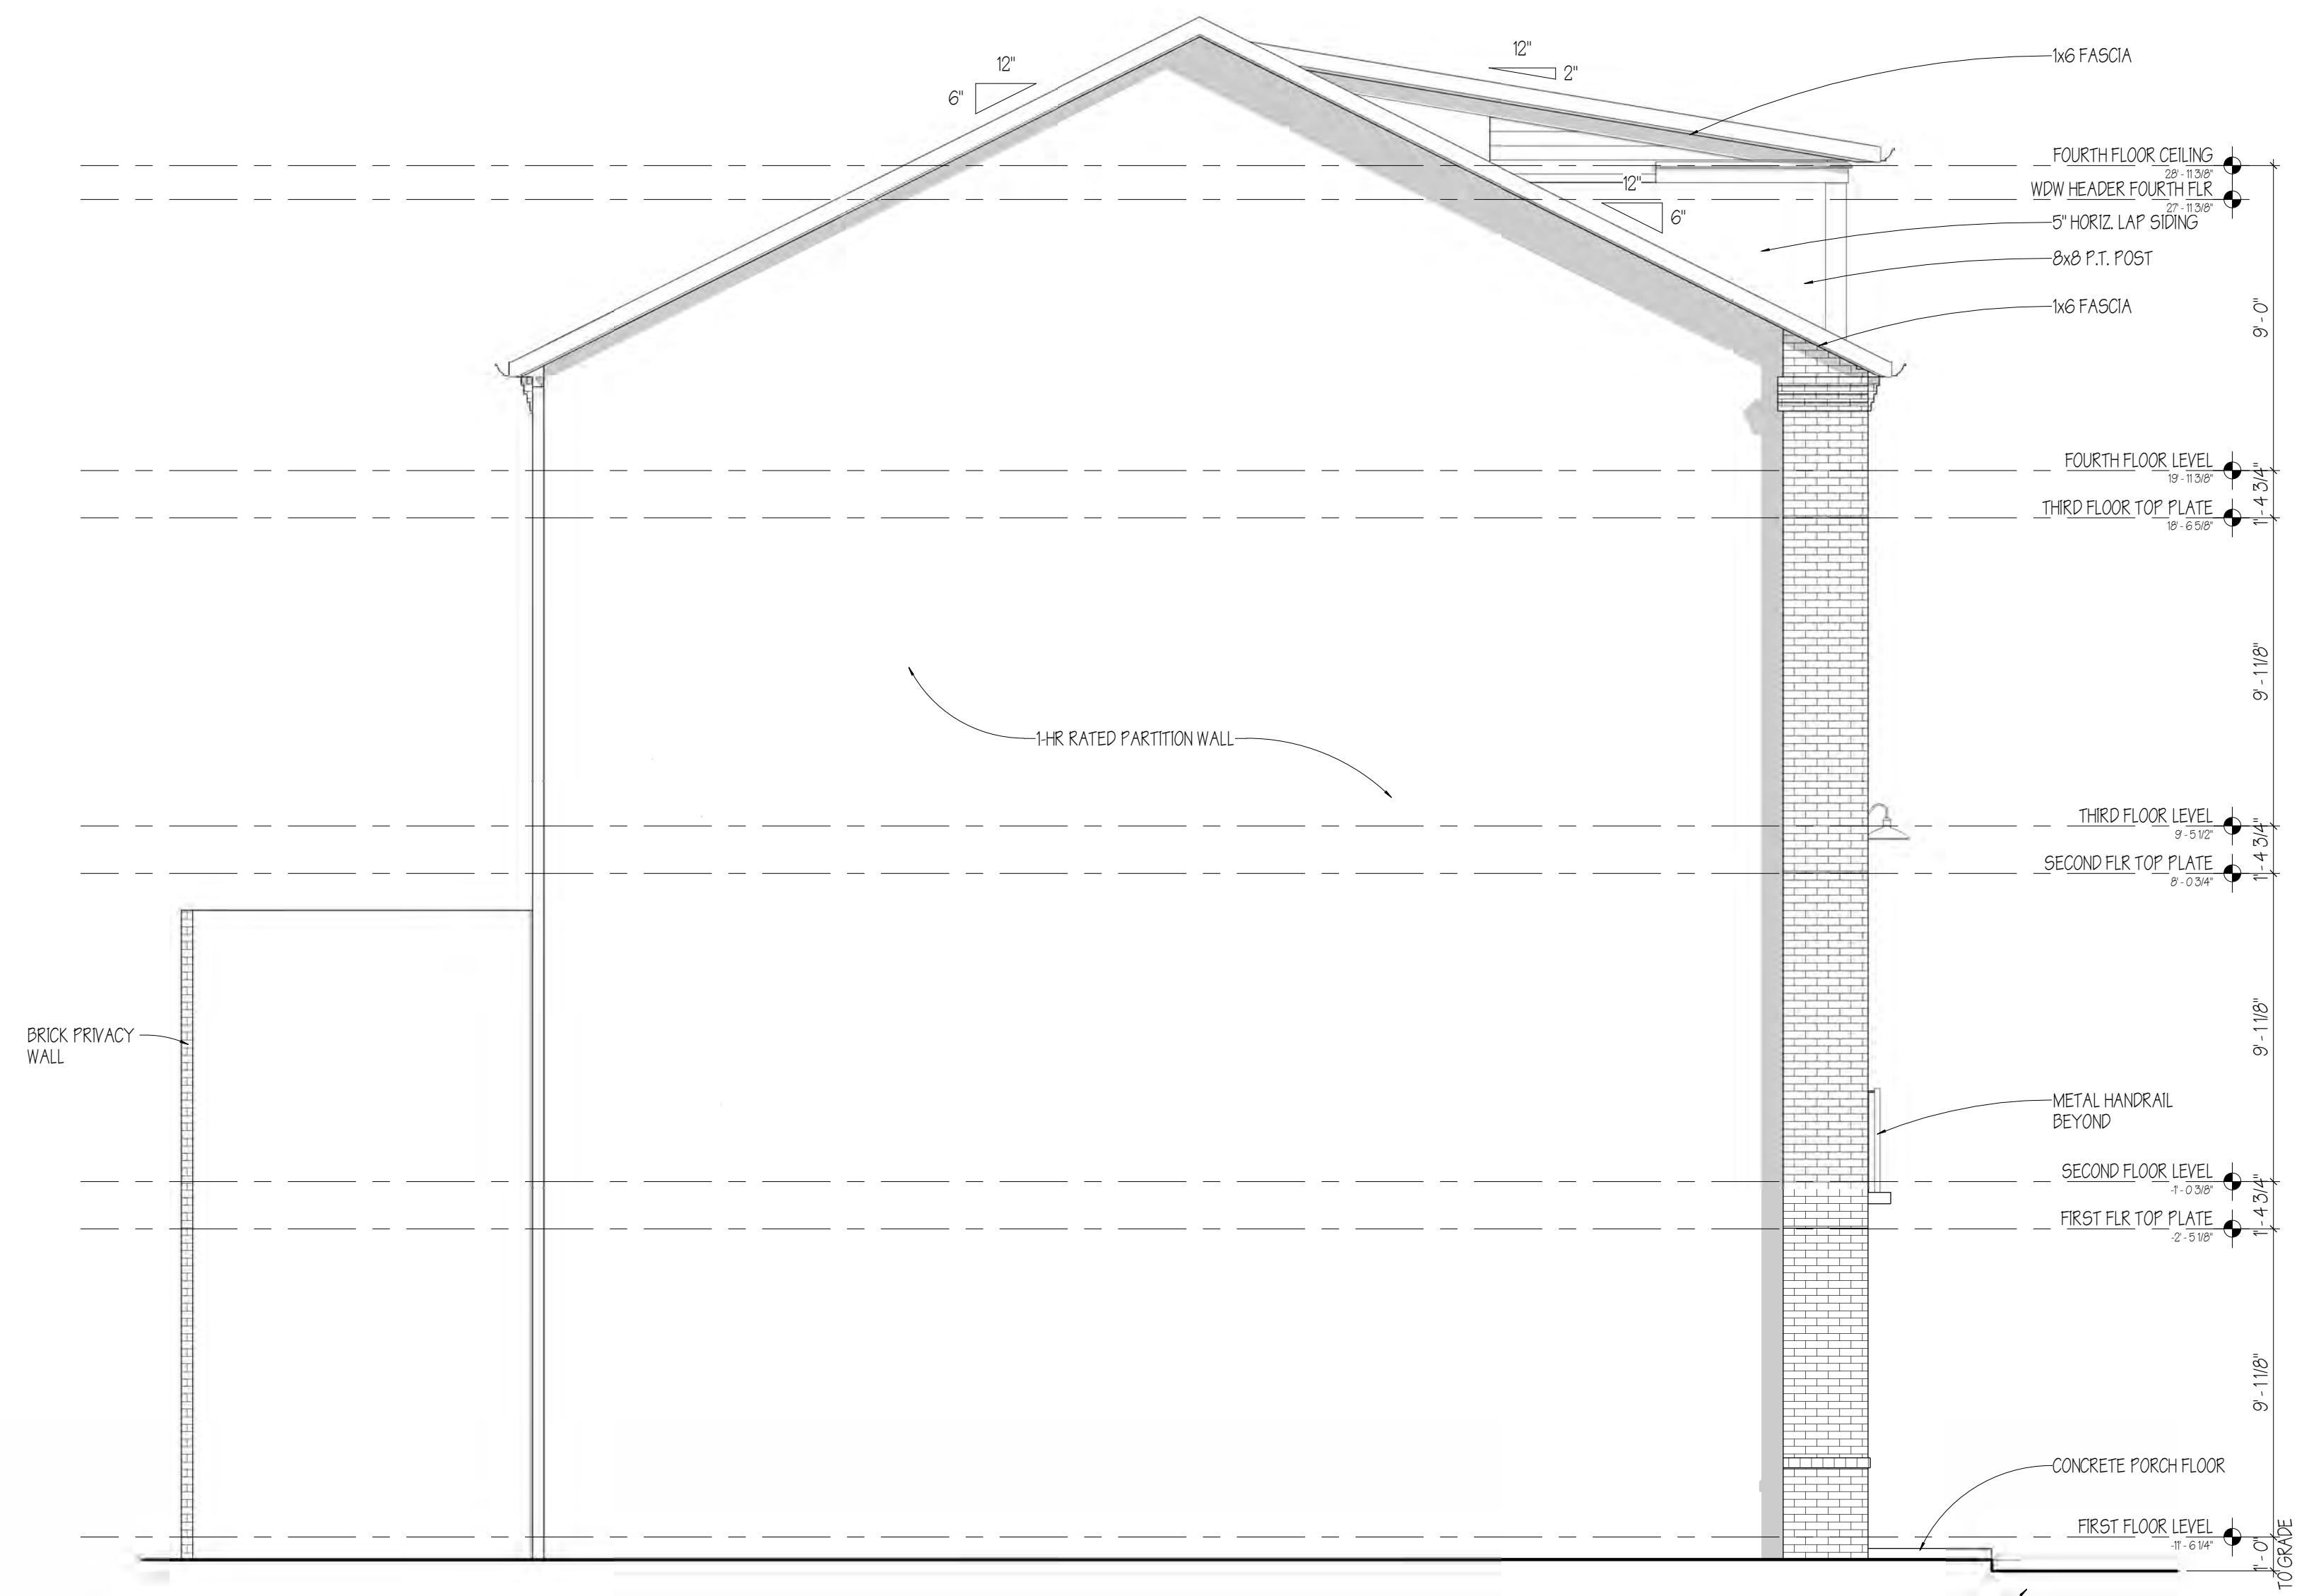 12"
6"
12"
2"
1x6 FASCIA
FOURTH FLOOR CEILING
28' - 11 3/8"
WDW HEADER FOURTH FLR
27' - 11 3/8"
12"
6"
5" HORIZ. LAP SIDING
8x8 P.T. POST
1x6 FASCIA
9' - 0"
FOURTH FLOOR LEVEL
19' - 11 3/8"
1' - 4 3/4"
THIRD FLOOR TOP PLATE
18' - 6 5/8"
9' - 1 1/8"
1-HR RATED PARTITION WALL
THIRD FLOOR LEVEL
9' - 5 1/2"
1' - 4 3/4"
SECOND FLR TOP PLATE
8' - 0 3/4"
9' - 1 1/8"
BRICK PRIVACY
WALL
METAL HANDRAIL
BEYOND
SECOND FLOOR LEVEL
-1' - 0 3/8"
1' - 4 3/4"
FIRST FLR TOP PLATE
-2' - 5 1/8"
9' - 1 1/8"
CONCRETE PORCH FLOOR
FIRST FLOOR LEVEL
-11' - 6 1/4"
1' - 0"
TO GRADE